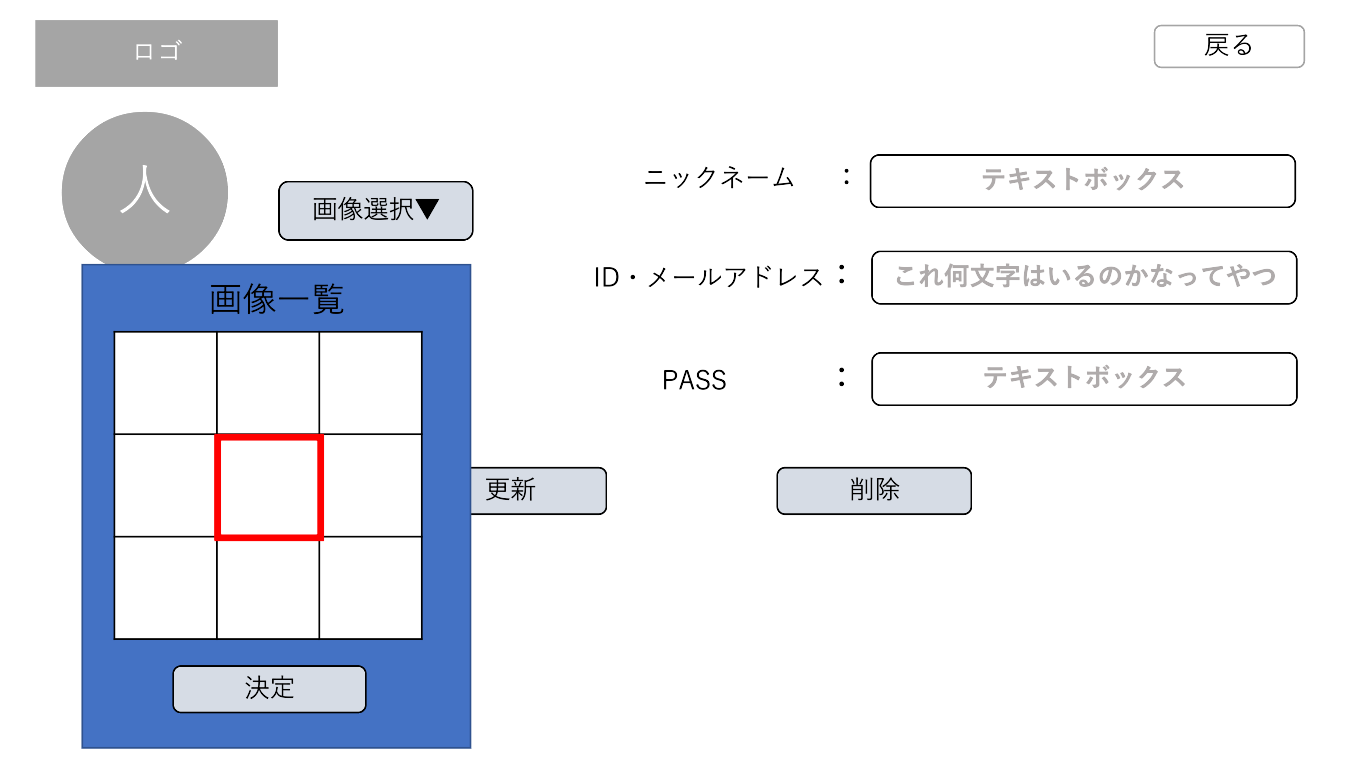 ロゴ
戻る
人
画像選択▼
ニックネーム　：
テキストボックス
ID・メールアドレス：
これ何文字はいるのかなってやつ
PASS　：
テキストボックス
画像一覧
更新
削除
決定